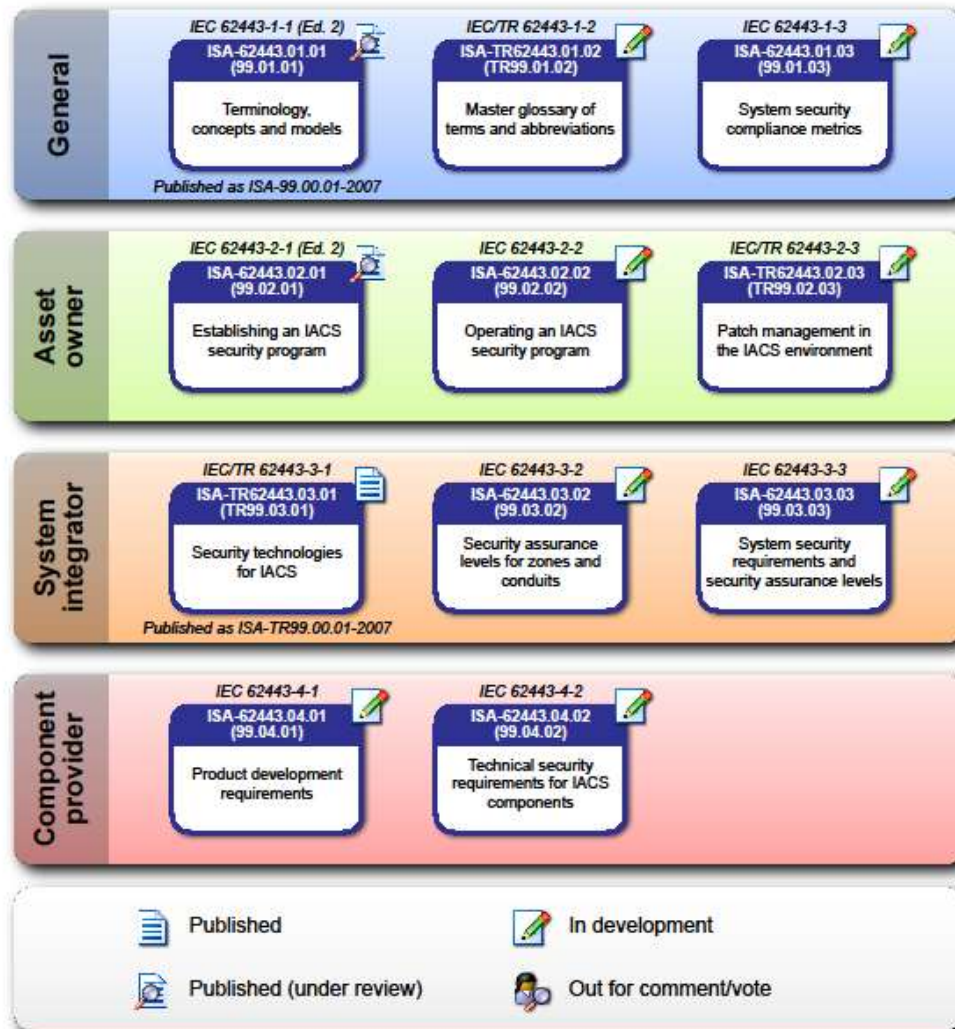 General
IEC 62443-1-1 (Ed. 2)
ISA-62443.01.01
(99.01.01)
Terminology,
concepts and models
Published as ISA-99.00.01-2007
IEC/TR 62443-1-2
ISA-TR62443.01.02
(TR99.01.02)
Master glossary of
terms and abbreviations
IEC 62443-1-3
ISA-62443.01.03
(99.01.03)
System security
compliance metrics
Asset
owner
IEC 62443-2-1 (Ed. 2)
ISA-62443.02.01
(99.02.01)
Establishing an IACS
security program
IEC 62443-2-2
ISA-62443.02.02
(99.02.02)
Operating an IACS
security program
IEC/TR 62443-2-3
ISA-TR62443.02.03
(TR99.02.03)
Patch management in
the IACS environment
System
integrator
IEC/TR 62443-3-1
ISA-TR62443.03.01
(TR99.03.01)
Security technologies
for IACS
Published as ISA-TR99.00.01-2007
IEC 62443-3-2
ISA-62443.03.02
(99.03.02)
Security assurance
levels for zones and
conduits
IEC 62443-3-3
ISA-62443.03.03
(99.03.03)
System security
requirements and
security assurance levels
Component
provider
IEC 62443-4-1
ISA-62443.04.01
(99.04.01)
Product development
requirements
IEC 62443-4-2
ISA-62443.04.02
(99.04.02)
Technical security
requirements for IACS
components
Published
In development
Published (under review)
Out for comment/vote